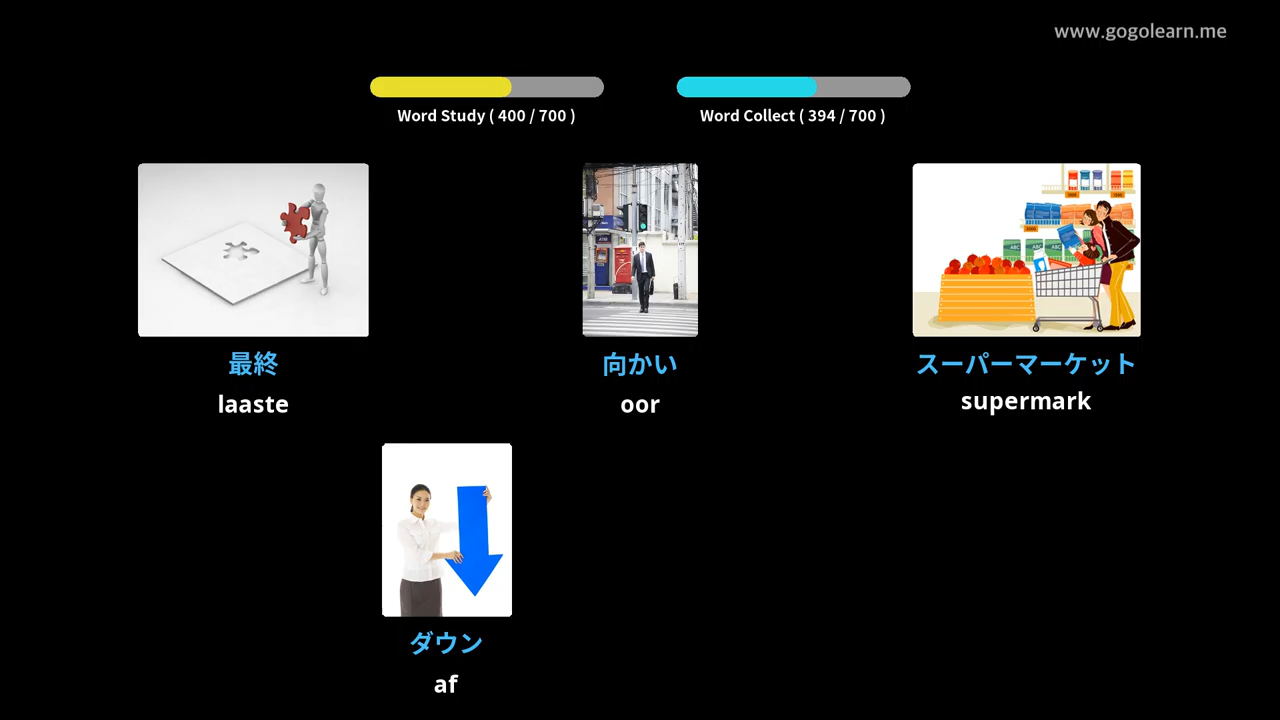 www.gogolearn.me
Word Study ( 400 / 700 )
Word Collect ( 394 / 700 )
最終
laaste
向かい
oor
スーパーマーケット
supermark
ダウン
af